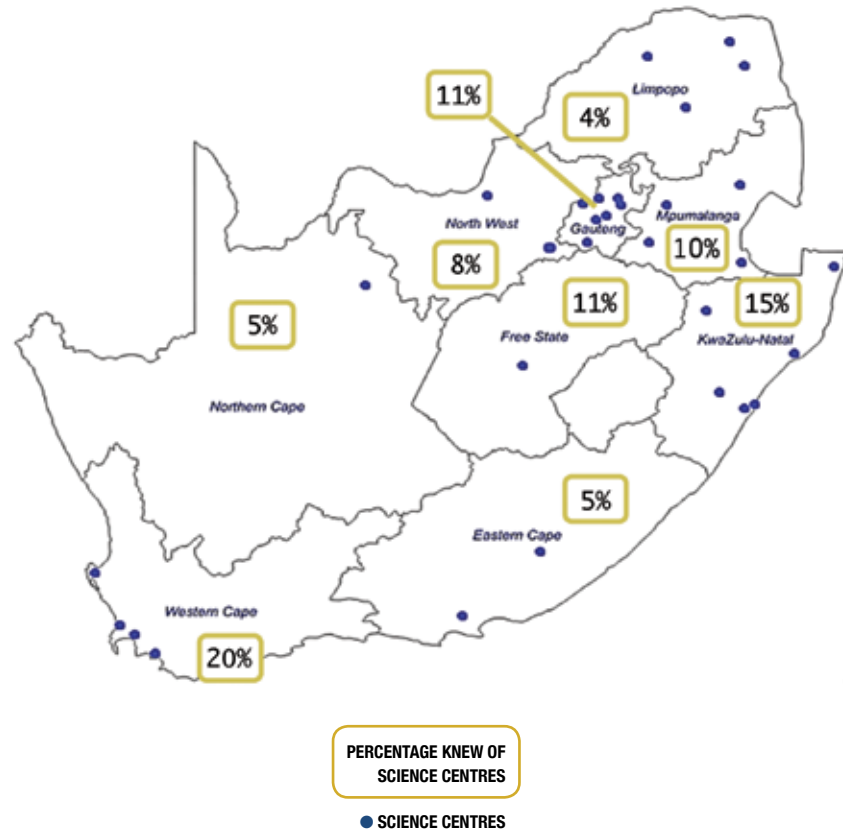 Limpopo
11%
4%
North West
Gauteng
Mpumalanga
8%
10%
5%
11%
15%
Free State
KwaZulu-Natal
Northern Cape
5%
Eastern Cape
Western Cape
20%
PERCENTAGE KNEW OF
SCIENCE CENTRES
SCIENCE CENTRES